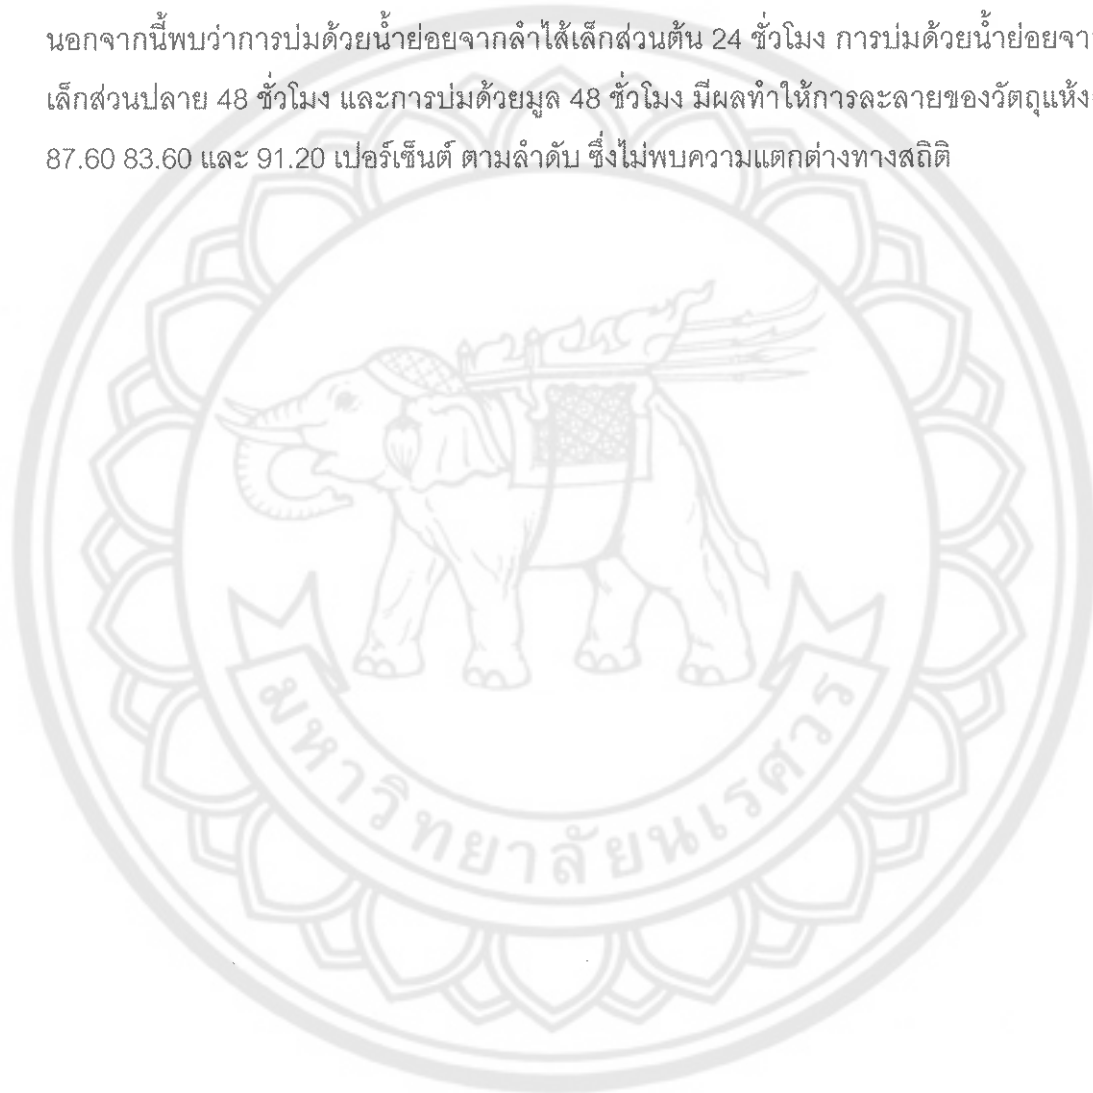 นอกจากนี้พบว่าการบ่มด้วยน้ำย่อยจากลำไส้เล็กส่วนต้น 24 ชั่วโมง การบ่มด้วยน้ำย่อยจา
เล็กส่วนปลาย 48 ชั่วโมง และการบ่มด้วยมูล 48 ชั่วโมง มีผลทำให้การละลายของวัตถุแห้ง
87.60 83.60 และ 91.20 เปอร์เซ็นต์ ตามลำดับ ซึ่งไม่พบความแตกต่างทางสถิติ
มหาวิทยาลัยนเรศวร